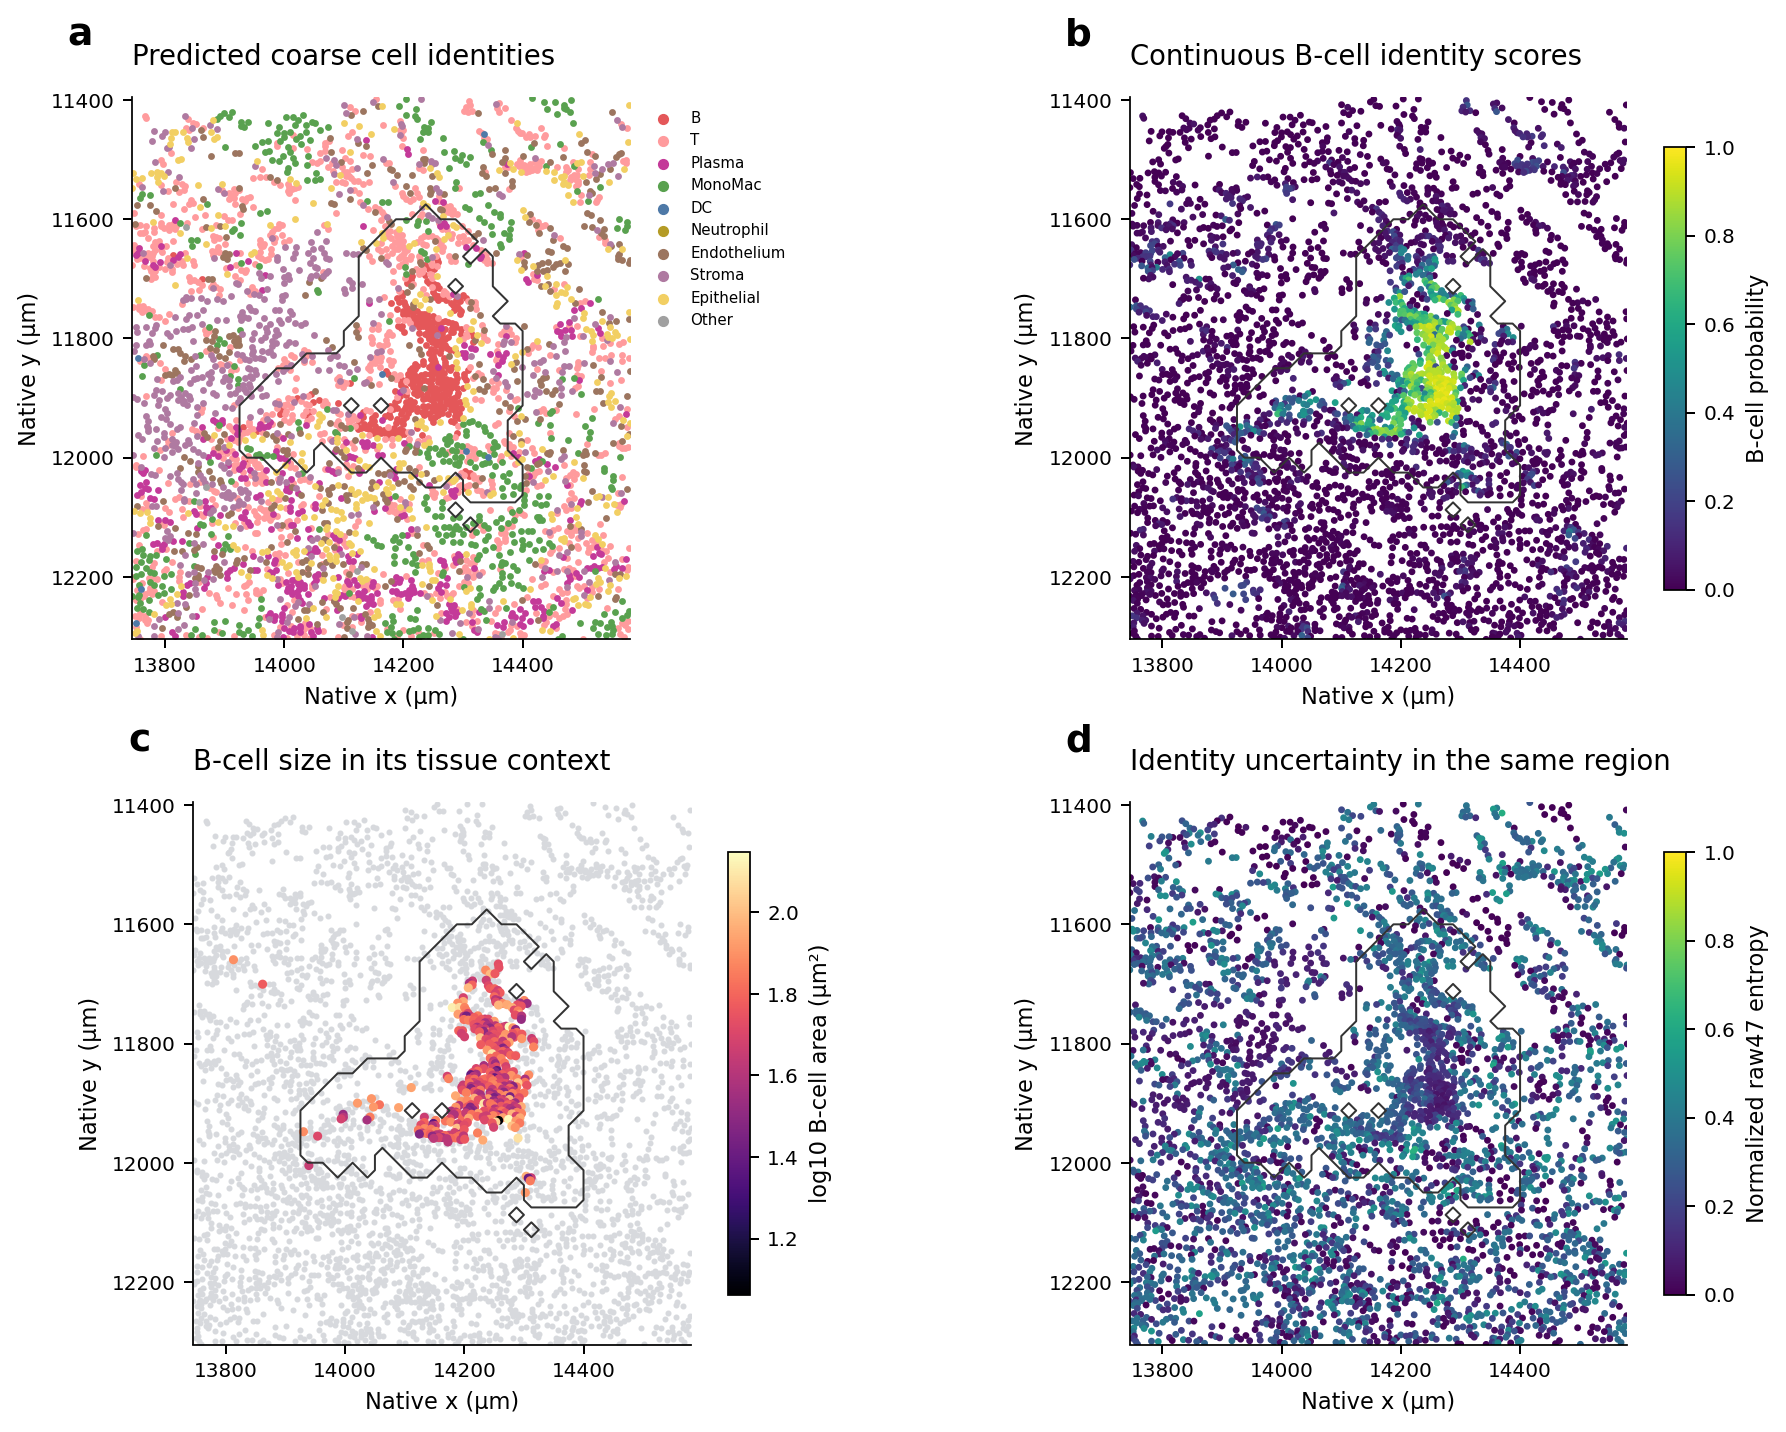 a
Predicted coarse cell identities
11400
11600
11800
12000
12200
Native y (µm)
13800 14000 14200 14400
Native x (µm)
B
T
Plasma
MonoMac
DC
Neutrophil
Endothelium
Stroma
Epithelial
Other
b
Continuous B-cell identity scores
11400
11600
11800
12000
12200
Native y (µm)
13800 14000 14200 14400
Native x (µm)
1.0
0.8
0.6
0.4
0.2
0.0
B-cell probability
c
B-cell size in its tissue context
11400
11600
11800
12000
12200
Native y (µm)
13800 14000 14200 14400
Native x (µm)
2.0
1.8
1.6
1.4
1.2
log10 B-cell area (µm²)
d
Identity uncertainty in the same region
11400
11600
11800
12000
12200
Native y (µm)
13800 14000 14200 14400
Native x (µm)
1.0
0.8
0.6
0.4
0.2
0.0
Normalized raw47 entropy